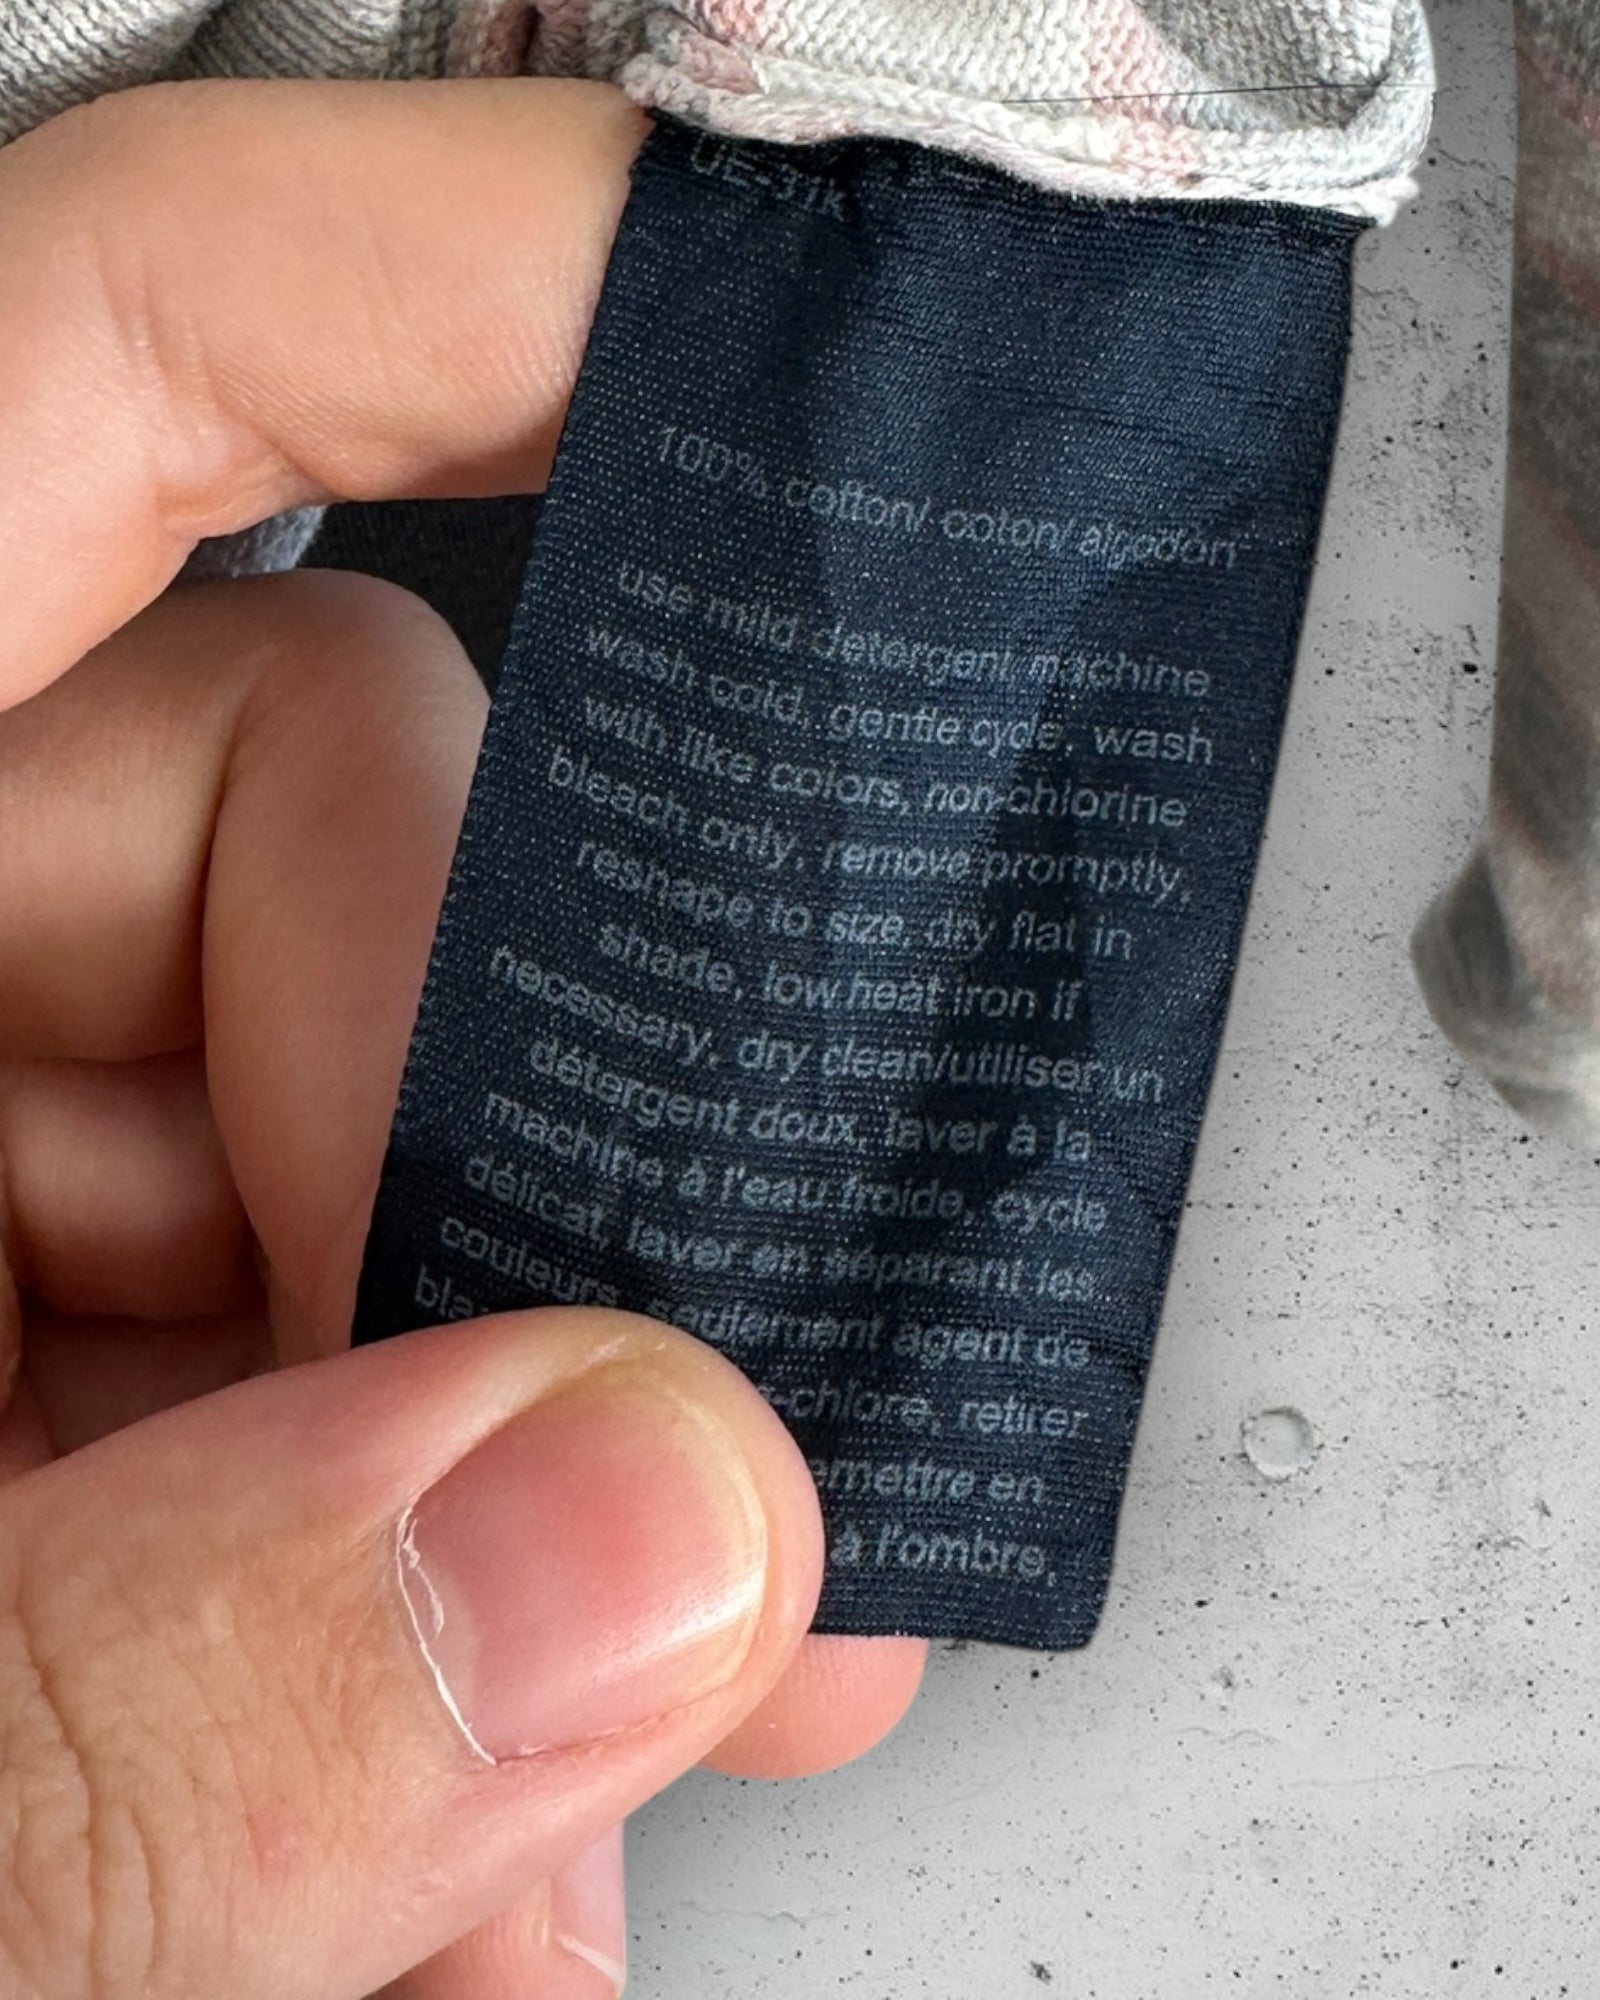 100% cotton/ coton/ algodón
use mild detergent machine
wash cold, gentle cycle, wash
with like colors, non-chlorine
bleach only, remove promptly,
reshape to size, dry flat in
shade, low heat iron if
necessary, dry clean/utiliser un
détergent doux, laver à la
machine à l'eau froide, cycle
délicat, laver en séparant les
couleurs, seulement agent de
-chlore, retirer
en
à l'ombre,